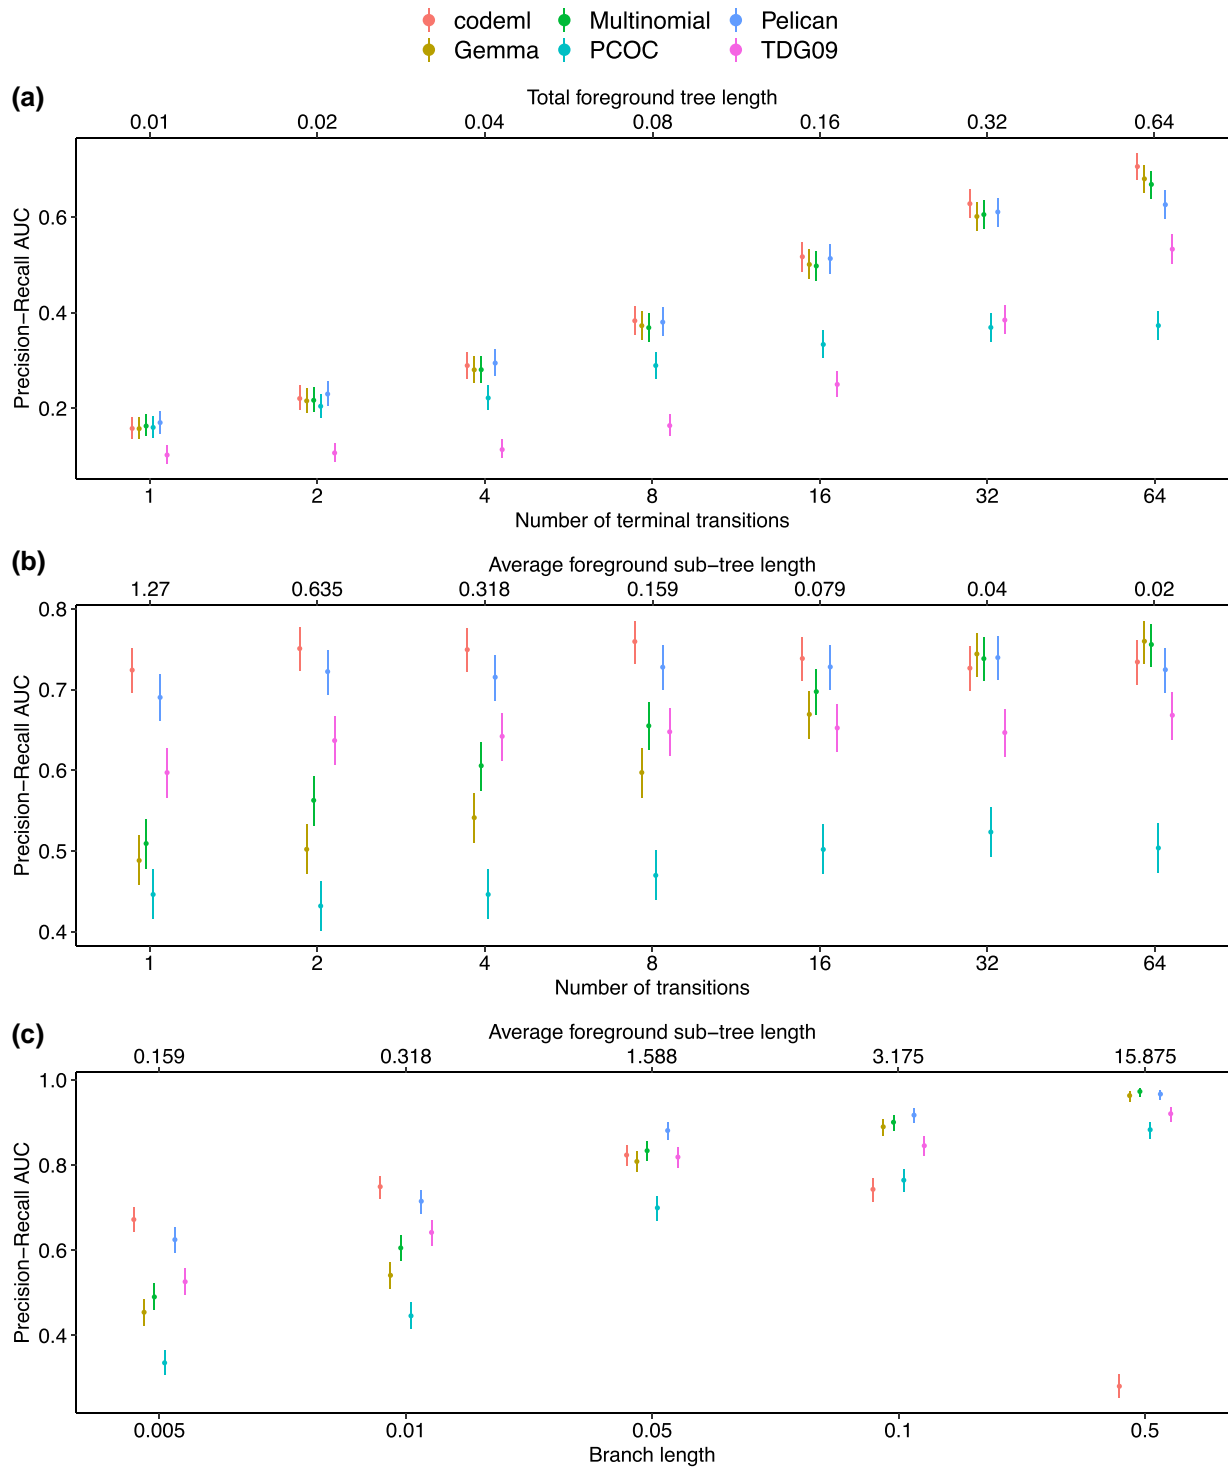 codeml Multinomial Pelican
Gemma PCOC TDG09
(a)
Total foreground tree length
0.01 0.02 0.04 0.08 0.16 0.32 0.64
Precision−Recall AUC
0.6
0.4
0.2
1 2 4 8 16 32 64
Number of terminal transitions
(b)
Average foreground sub−tree length
1.27 0.635 0.318 0.159 0.079 0.04 0.02
Precision−Recall AUC
0.8
0.7
0.6
0.5
0.4
1 2 4 8 16 32 64
Number of transitions
(c)
Average foreground sub−tree length
0.159 0.318 1.588 3.175 15.875
Precision−Recall AUC
1.0
0.8
0.6
0.4
0.005 0.01 0.05 0.1 0.5
Branch length